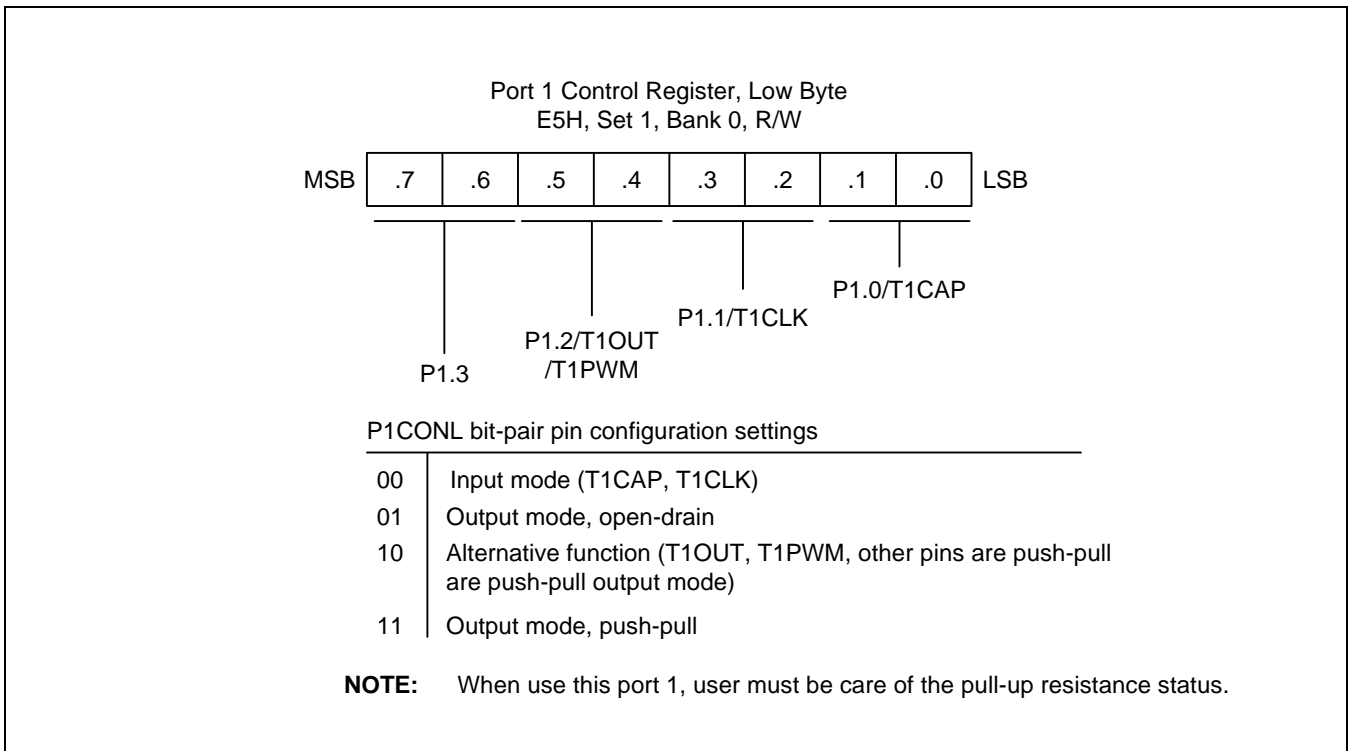 Port 1 Control Register, Low Byte
E5H, Set 1, Bank 0, R/W
MSB .7 .6 .5 .4 .3 .2 .1 .0 LSB
P1.0/T1CAP
P1.1/T1CLK
P1.2/T1OUT
/T1PWM
P1.3
P1CONL bit-pair pin configuration settings
00 Input mode (T1CAP, T1CLK)
01 Output mode, open-drain
10 Alternative function (T1OUT, T1PWM, other pins are push-pull
are push-pull output mode)
11 Output mode, push-pull
NOTE: When use this port 1, user must be care of the pull-up resistance status.